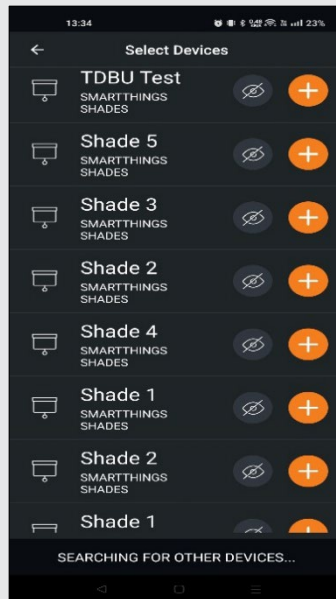 13:34
23%
Select Devices
TDBU Test
SMARTTHINGS
SHADES
Shade 5
SMARTTHINGS
SHADES
Shade 3
SMARTTHINGS
SHADES
Shade 2
SMARTTHINGS
SHADES
Shade 4
SMARTTHINGS
SHADES
Shade 1
SMARTTHINGS
SHADES
Shade 2
SMARTTHINGS
SHADES
Shade 1
SEARCHING FOR OTHER DEVICES...